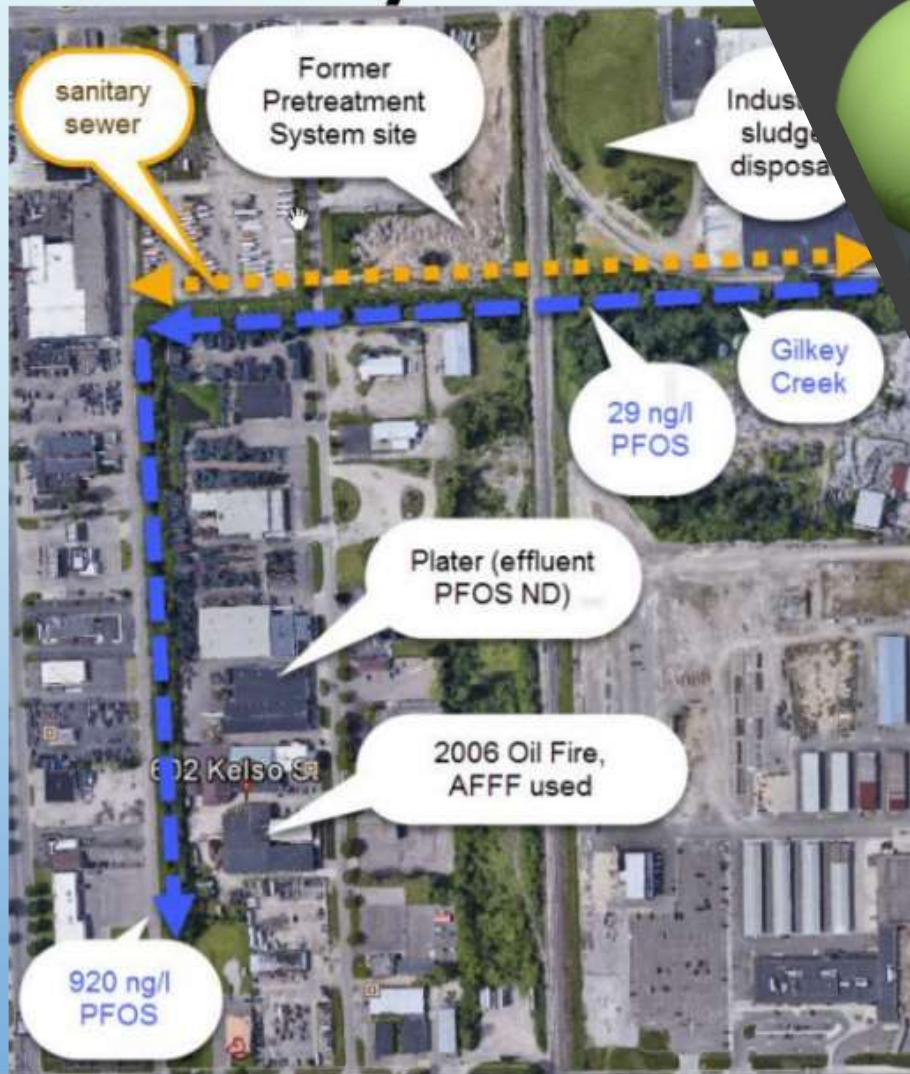 sanitary
sewer
Former
Pretreatment
System site
sludge
29 ng/l
PFOS
Gilkey
Creek
Plater (effluent
PFOS ND)
2006 Oil Fire,
AFFF used
602 Kelso St
920 ng/l
PFOS